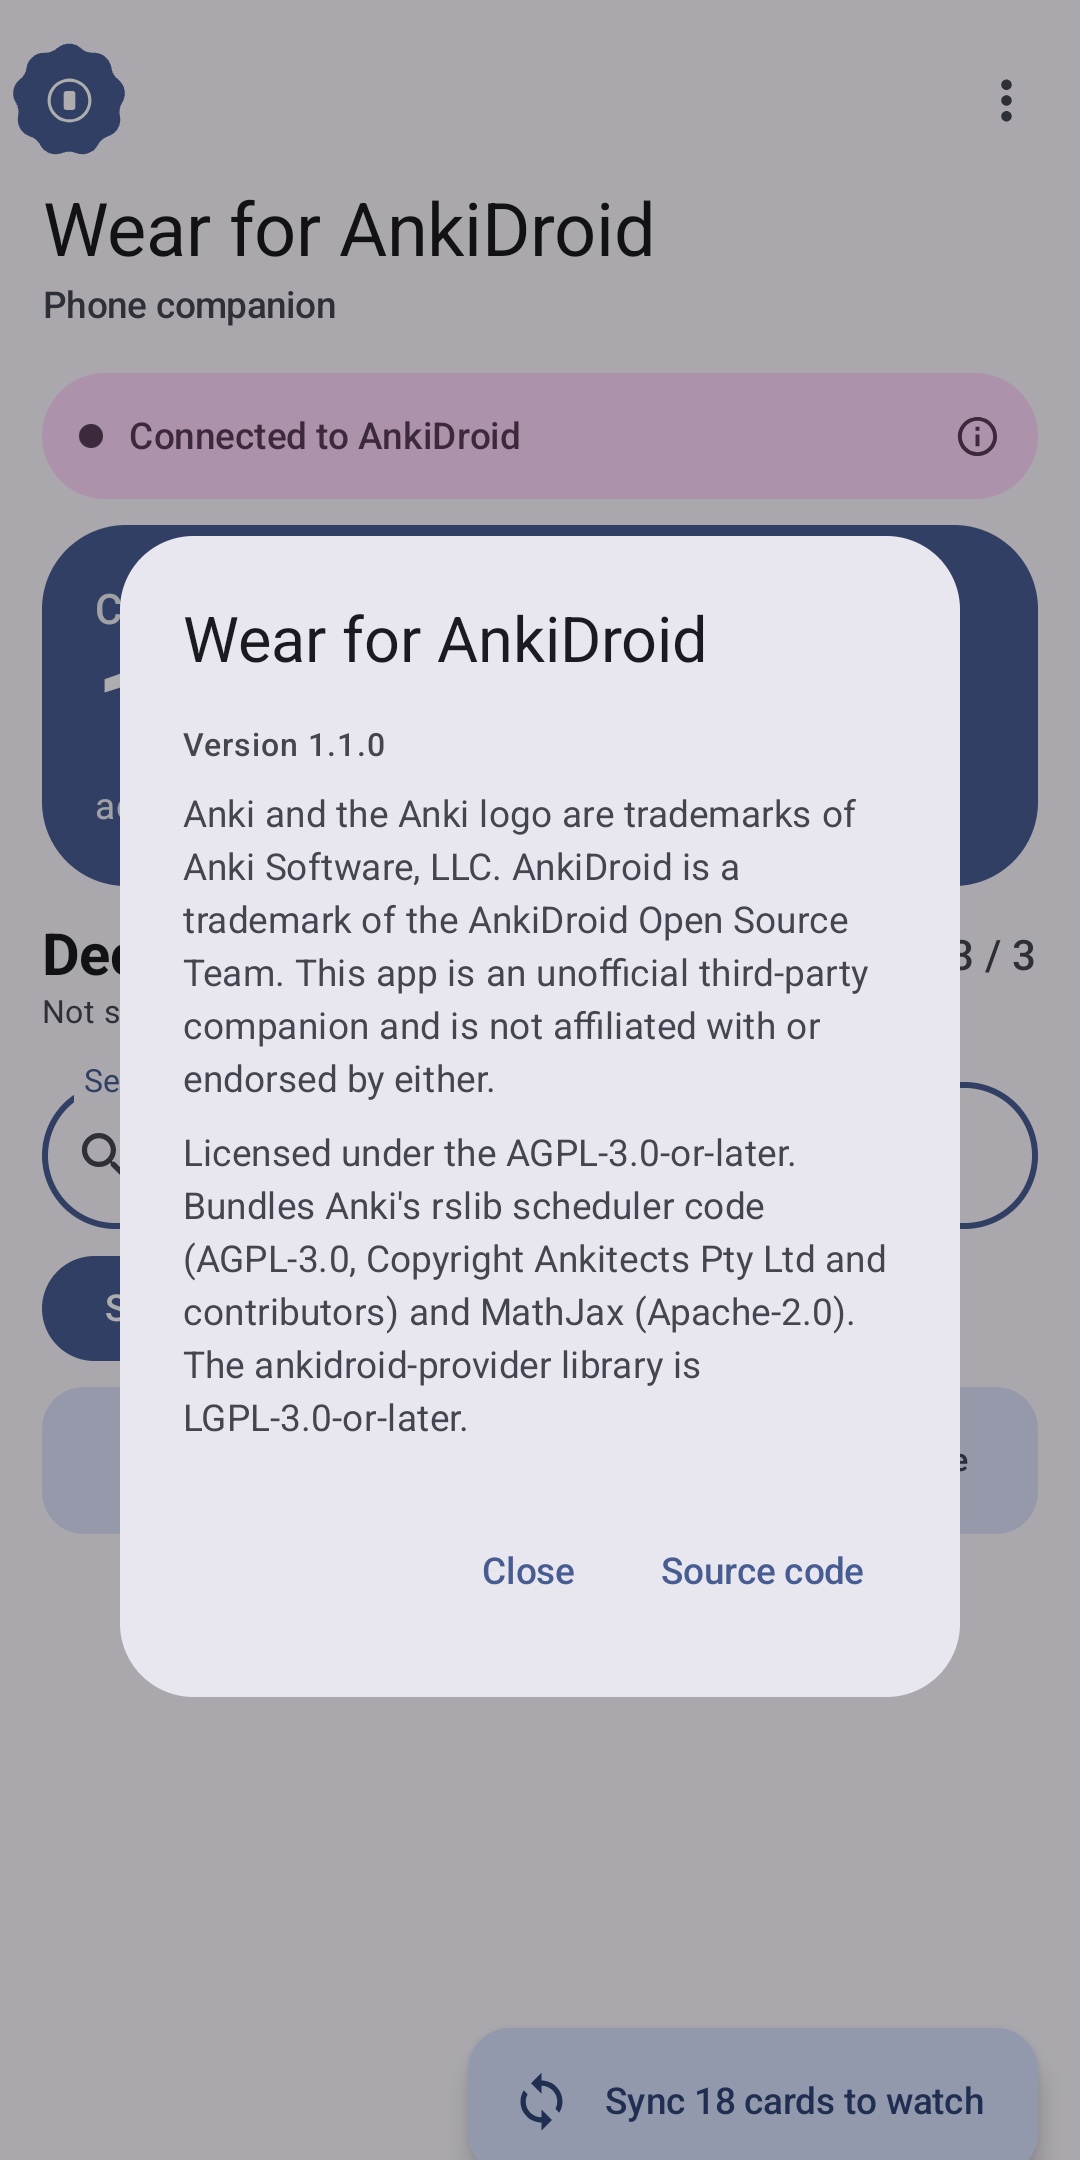 Wear for AnkiDroid
Phone companion
Connected to AnkiDroid
Wear for AnkiDroid
Version 1.1.0
Anki and the Anki logo are trademarks of
Anki Software, LLC. AnkiDroid is a
trademark of the AnkiDroid Open Source
Team. This app is an unofficial third-party
companion and is not affiliated with or
endorsed by either.
Licensed under the AGPL-3.0-or-later.
Bundles Anki's rslib scheduler code
(AGPL-3.0, Copyright Ankitects Pty Ltd and
contributors) and MathJax (Apache-2.0).
The ankidroid-provider library is
LGPL-3.0-or-later.
Close
Source code
3 / 3
Not
Sync 18 cards to watch